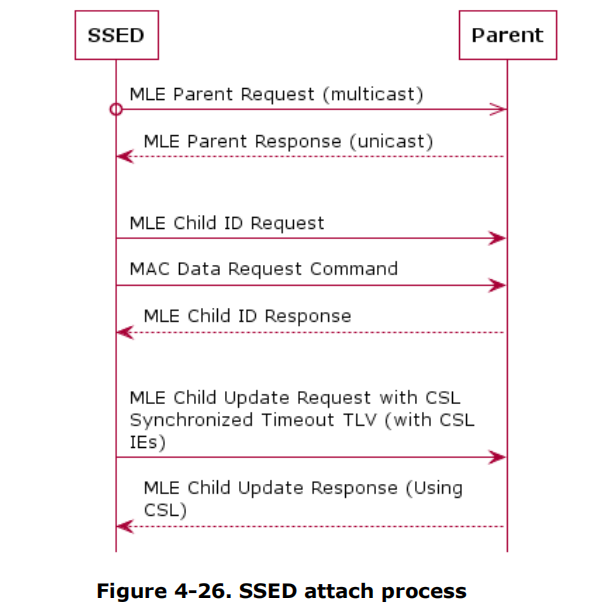 SSED
Parent
MLE Parent Request (multicast)
MLE Parent Response (unicast)
MLE Child ID Request
MAC Data Request Command
MLE Child ID Response
MLE Child Update Request with CSL
Synchronized Timeout TLV (with CSL
IEs)
MLE Child Update Response (Using
CSL)
Figure 4-26. SSED attach process